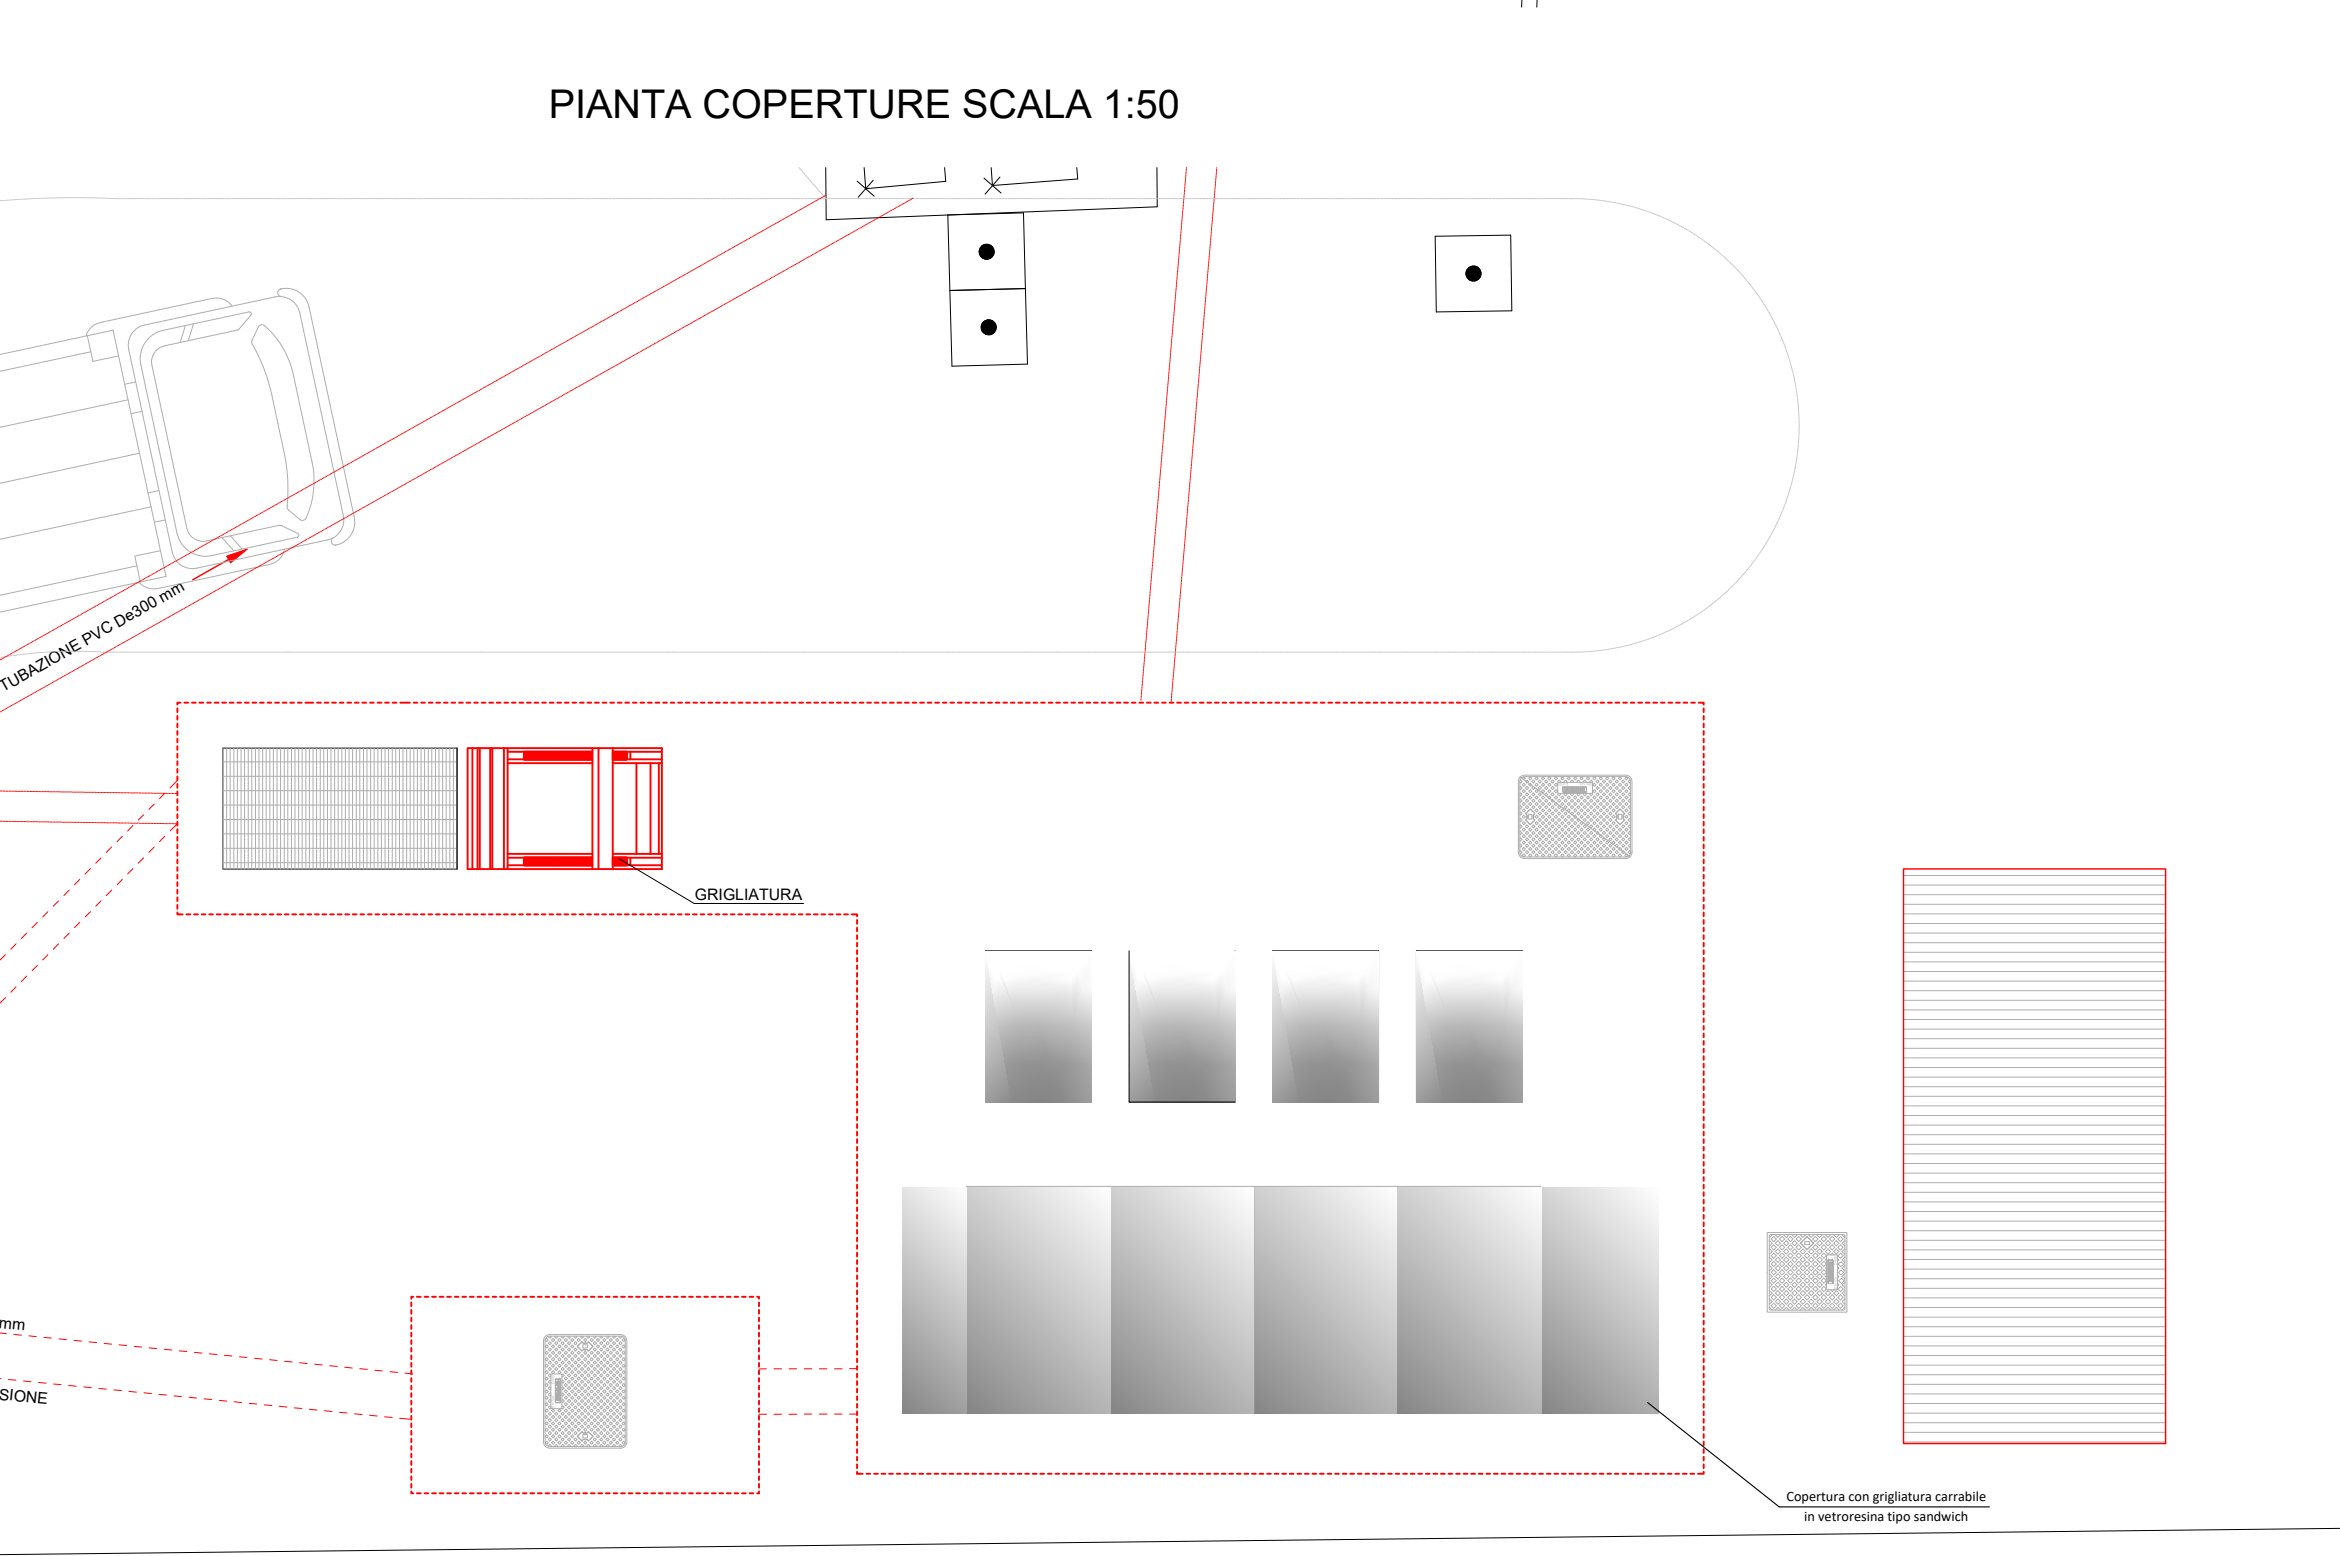 PIANTA COPERTURE SCALA 1:50
TUBAZIONE PVC De300 mm
GRIGLIATURA
mm
SIONE
Copertura con grigliatura carrabile
in vetroresina tipo sandwich